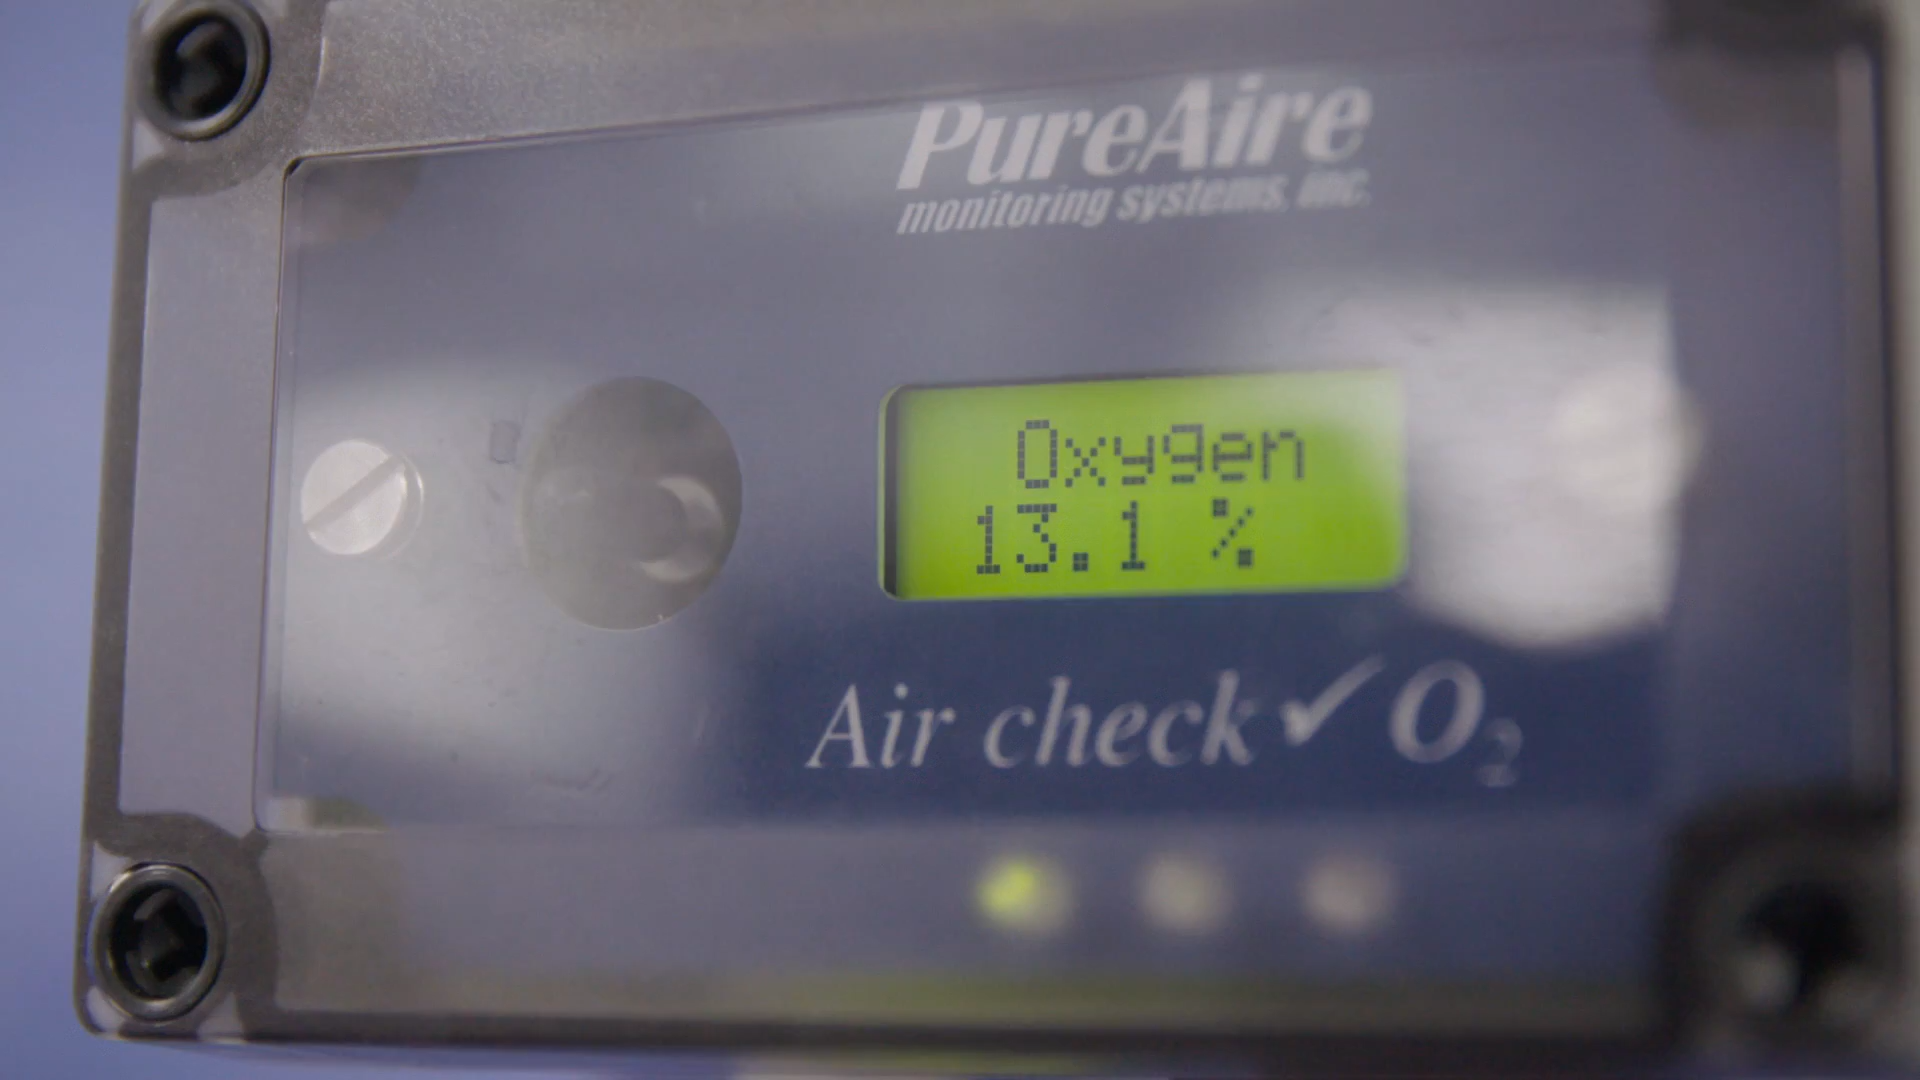 PureAire
monitoring systems, inc.
Oxygen
13.1 %
Air check✓ O₂